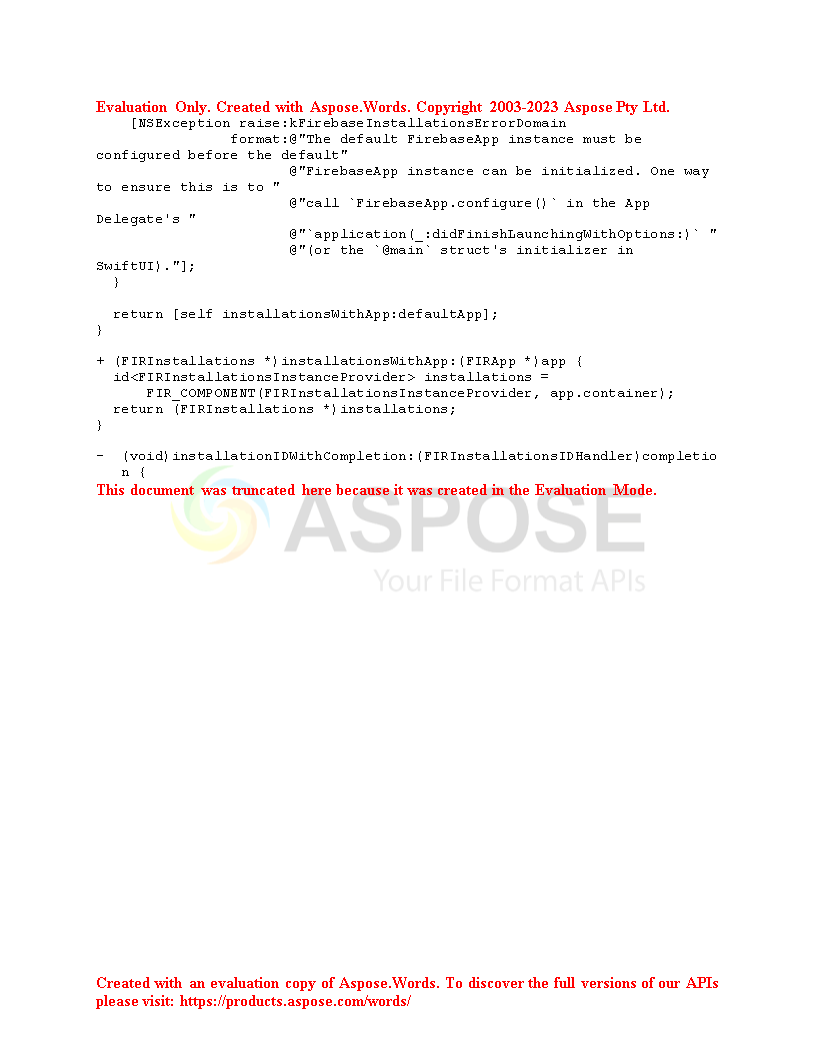 Evaluation Only. Created with Aspose.Words. Copyright 2003-2023 Aspose Pty Ltd.
    [NSException raise:kFirebaseInstallationsErrorDomain
                format:@"The default FirebaseApp instance must be
configured before the default"
                       @"FirebaseApp instance can be initialized. One way
to ensure this is to "
                       @"call `FirebaseApp.configure()` in the App
Delegate's "
                       @"`application(_:didFinishLaunchingWithOptions:)` "
                       @"(or the `@main` struct's initializer in
SwiftUI)."];
  }

  return [self installationsWithApp:defaultApp];
}

+ (FIRInstallations *)installationsWithApp:(FIRApp *)app {
  id<FIRInstallationsInstanceProvider> installations =
      FIR_COMPONENT(FIRInstallationsInstanceProvider, app.container);
  return (FIRInstallations *)installations;
}

-  (void)installationIDWithCompletion:(FIRInstallationsIDHandler)completio
   n {
This document was truncated here because it was created in the Evaluation Mode.
ASPOSE
Your File Format APIs
Created with an evaluation copy of Aspose.Words. To discover the full versions of our APIs
please visit: https://products.aspose.com/words/